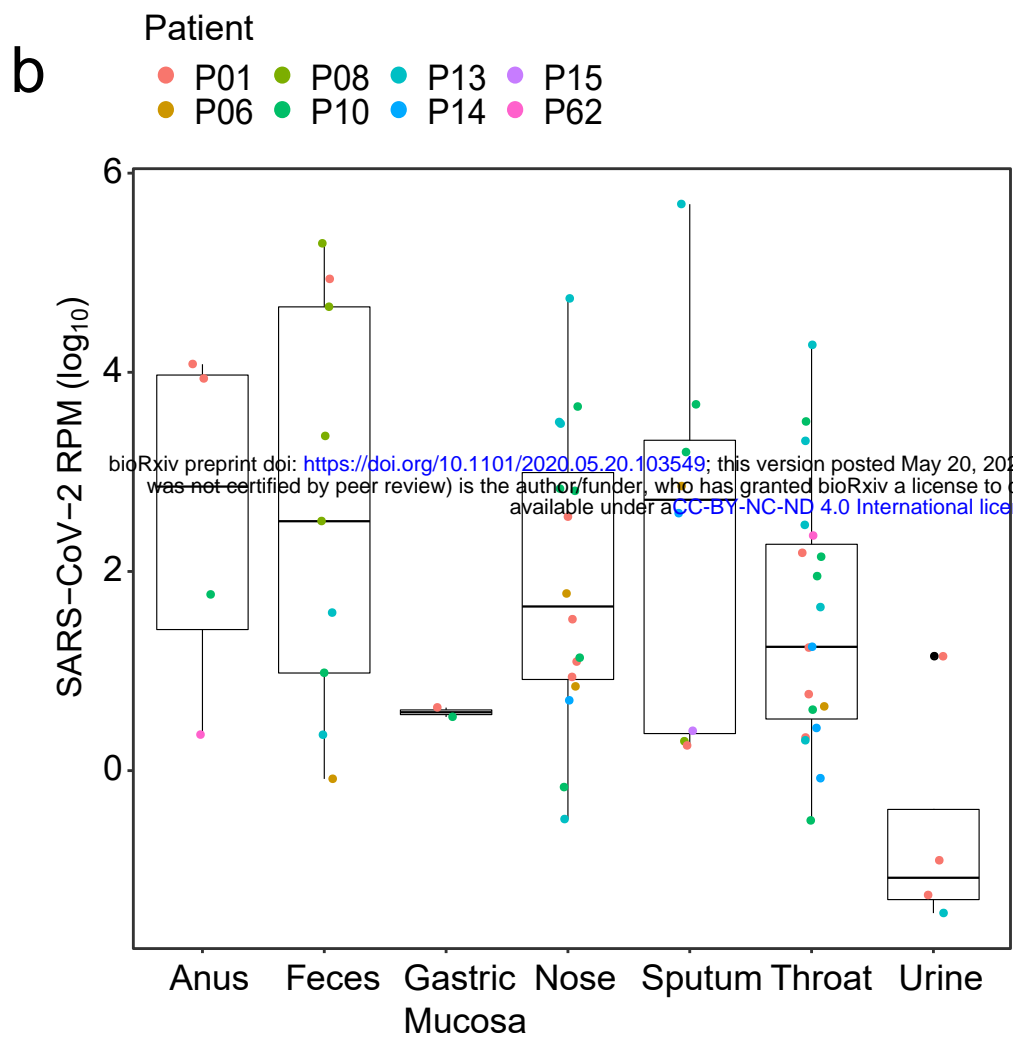 Patient
b
P01 P08 P13 P15
P06 P10 P14 P62
6
4
2
0
SARS−CoV−2 RPM (log10)
bioRxiv preprint doi: https://doi.org/10.1101/2020.05.20.103549; this version posted May 20, 202
was not certified by peer review) is the author/funder, who has granted bioRxiv a license to
available under aCC-BY-NC-ND 4.0 International
Anus Feces Gastric Nose Sputum Throat Urine
Mucosa